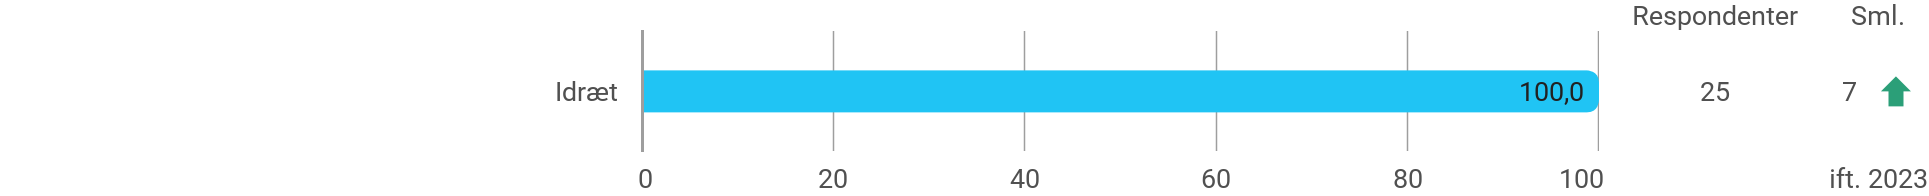 Respondenter Sml.
Idræt 100,0 25 7
0 20 40 60 80 100 ift. 2023